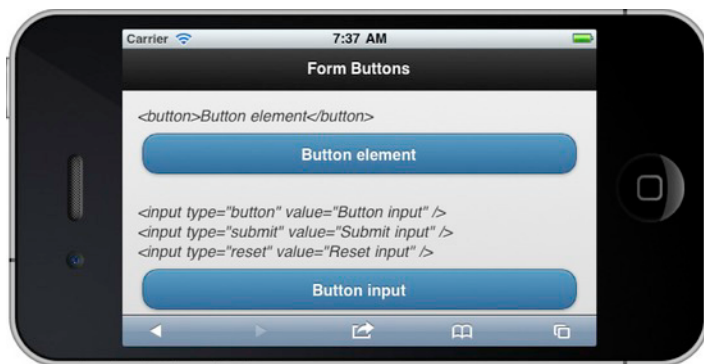 Carrier 7:37 AM
Form Buttons
<button>Button element</button>
Button element
<input type="button" value="Button input" />
<input type="submit" value="Submit input" />
<input type="reset" value="Reset input" />
Button input